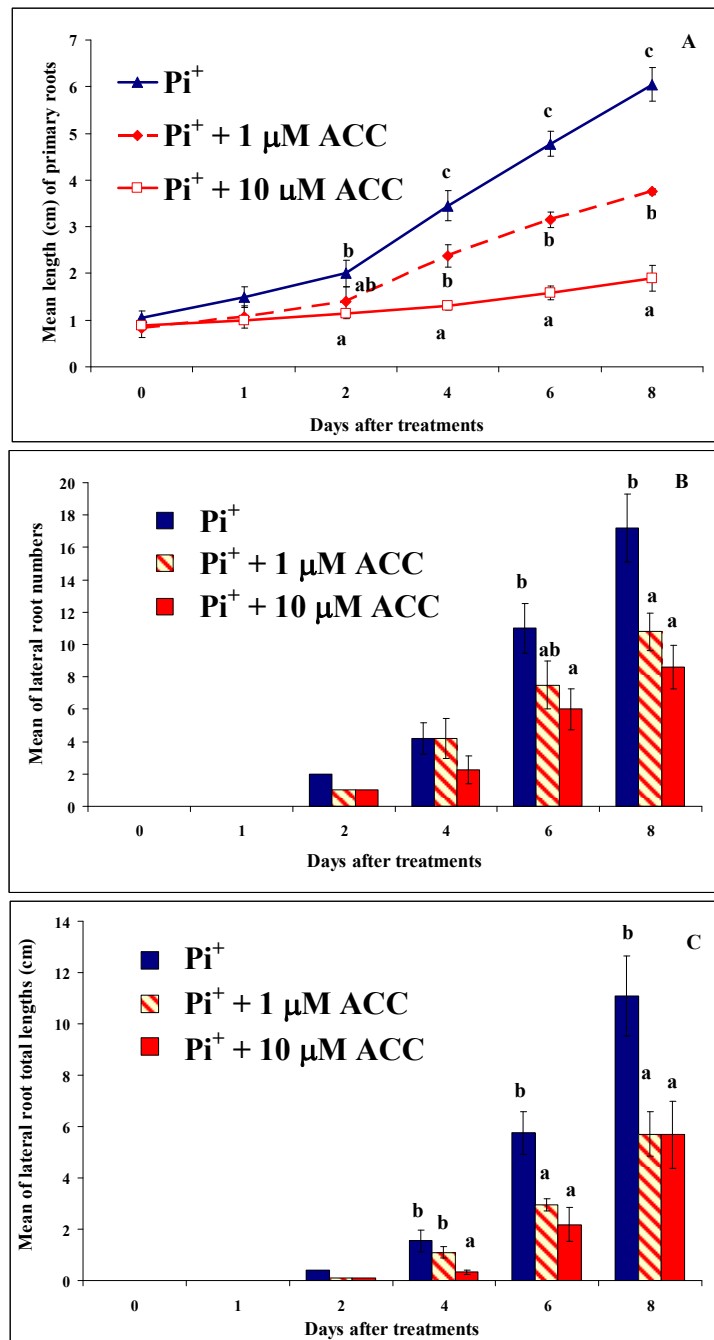 A
Mean length (cm) of primary roots
7
6
5
4
3
2
1
0
Pi⁺
Pi⁺ + 1 μM ACC
Pi⁺ + 10 μM ACC
b
ab
a
c
b
a
c
b
a
c
b
a
0 1 2 4 6 8
Days after treatments
B
Mean of lateral root numbers
20
18
16
14
12
10
8
6
4
2
0
Pi⁺
Pi⁺ + 1 μM ACC
Pi⁺ + 10 μM ACC
b
ab
a
b
a
a
0 1 2 4 6 8
Days after treatments
C
Mean of lateral root total lengths (cm)
14
12
10
8
6
4
2
0
Pi⁺
Pi⁺ + 1 μM ACC
Pi⁺ + 10 μM ACC
b
b
a
b
a
a
b
a
a
0 1 2 4 6 8
Days after treatments